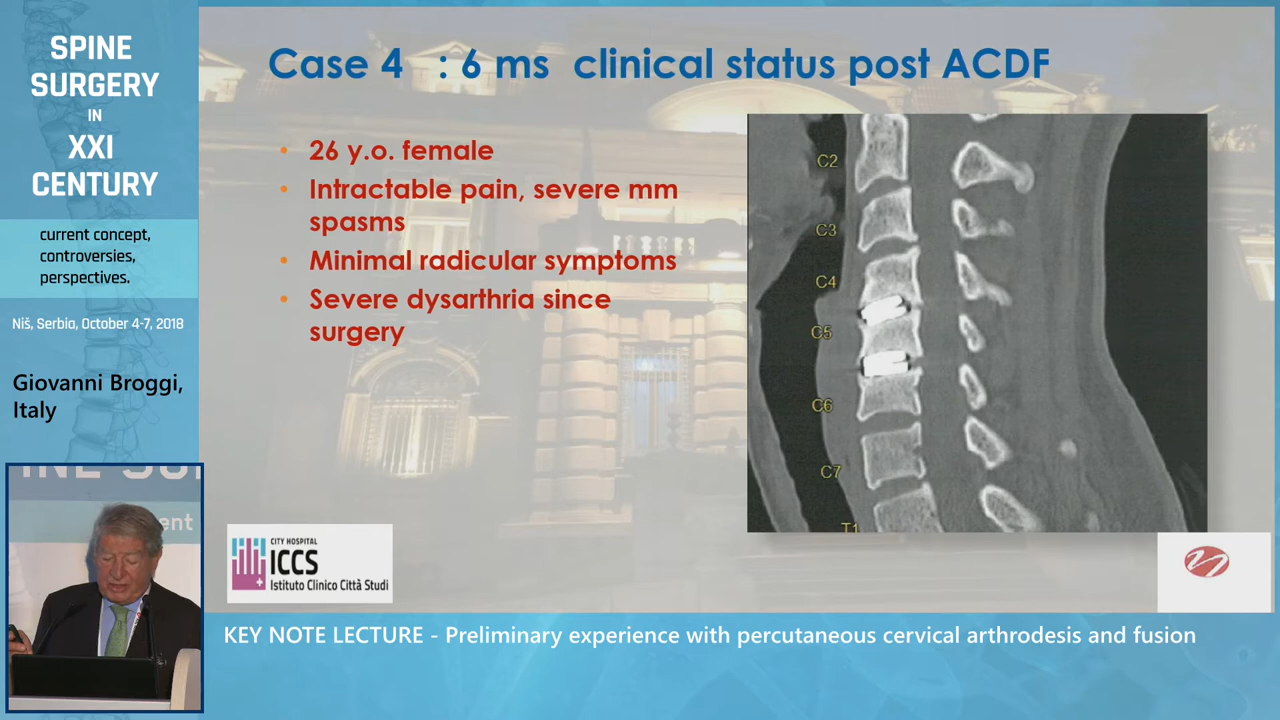 SPINE
SURGERY
IN
XXI
CENTURY
current concept,
controversies,
perspectives.
Niš, Serbia, October 4-7, 2018
Giovanni Broggi,
Italy
INE SU
ent
Case 4 : 6 ms clinical status post ACDF
• 26 y.o. female
• Intractable pain, severe mm
spasms
• Minimal radicular symptoms
• Severe dysarthria since
surgery
C2
C3
C4
C5
C6
C7
T1
CITY HOSPITAL
ICCS
Istituto Clinico Città Studi
KEY NOTE LECTURE - Preliminary experience with percutaneous cervical arthrodesis and fusion